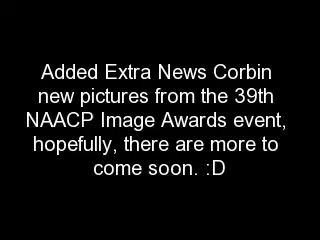 Added Extra News Corbin
new pictures from the 39th
NAACP Image Awards event,
hopefully, there are more to
come soon. :D